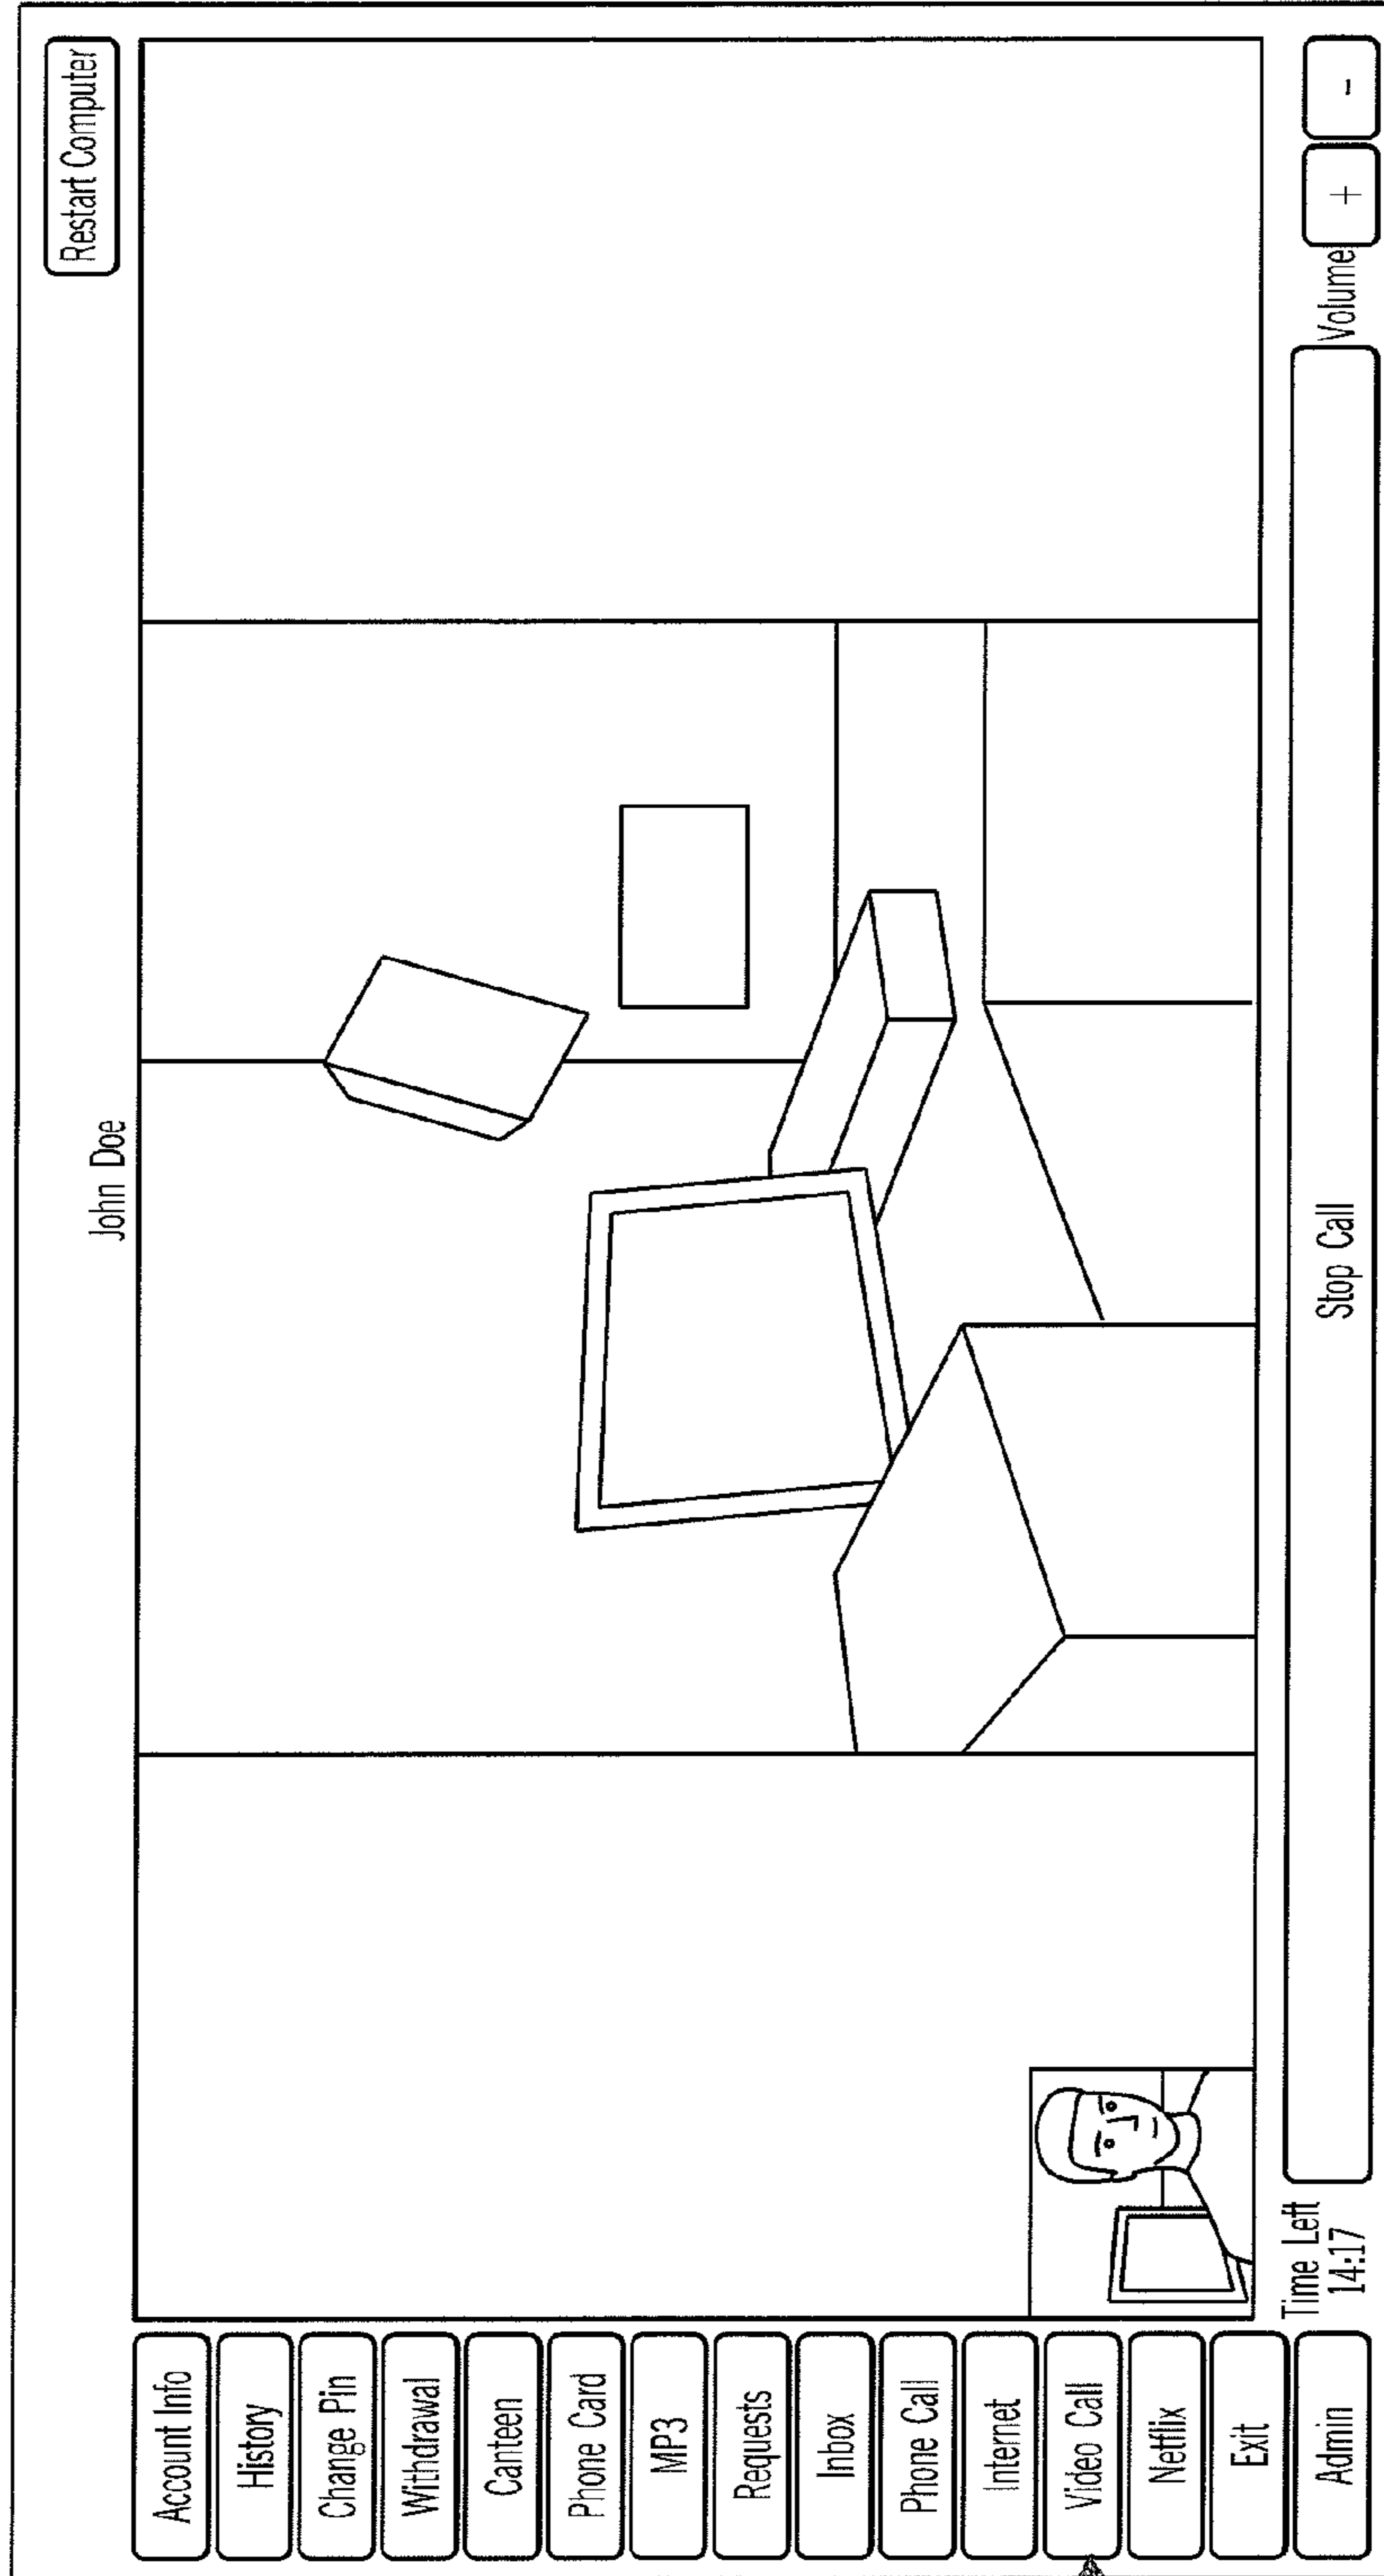 John Doe
Restart Computer
Account Info
History
Change Pin
Withdrawal
Canteen
Phone Card
MP3
Requests
Inbox
Phone Call
Internet
Video Call
Netflix
Exit
Admin
Time Left
14:17
Stop Call
Volume
+
-